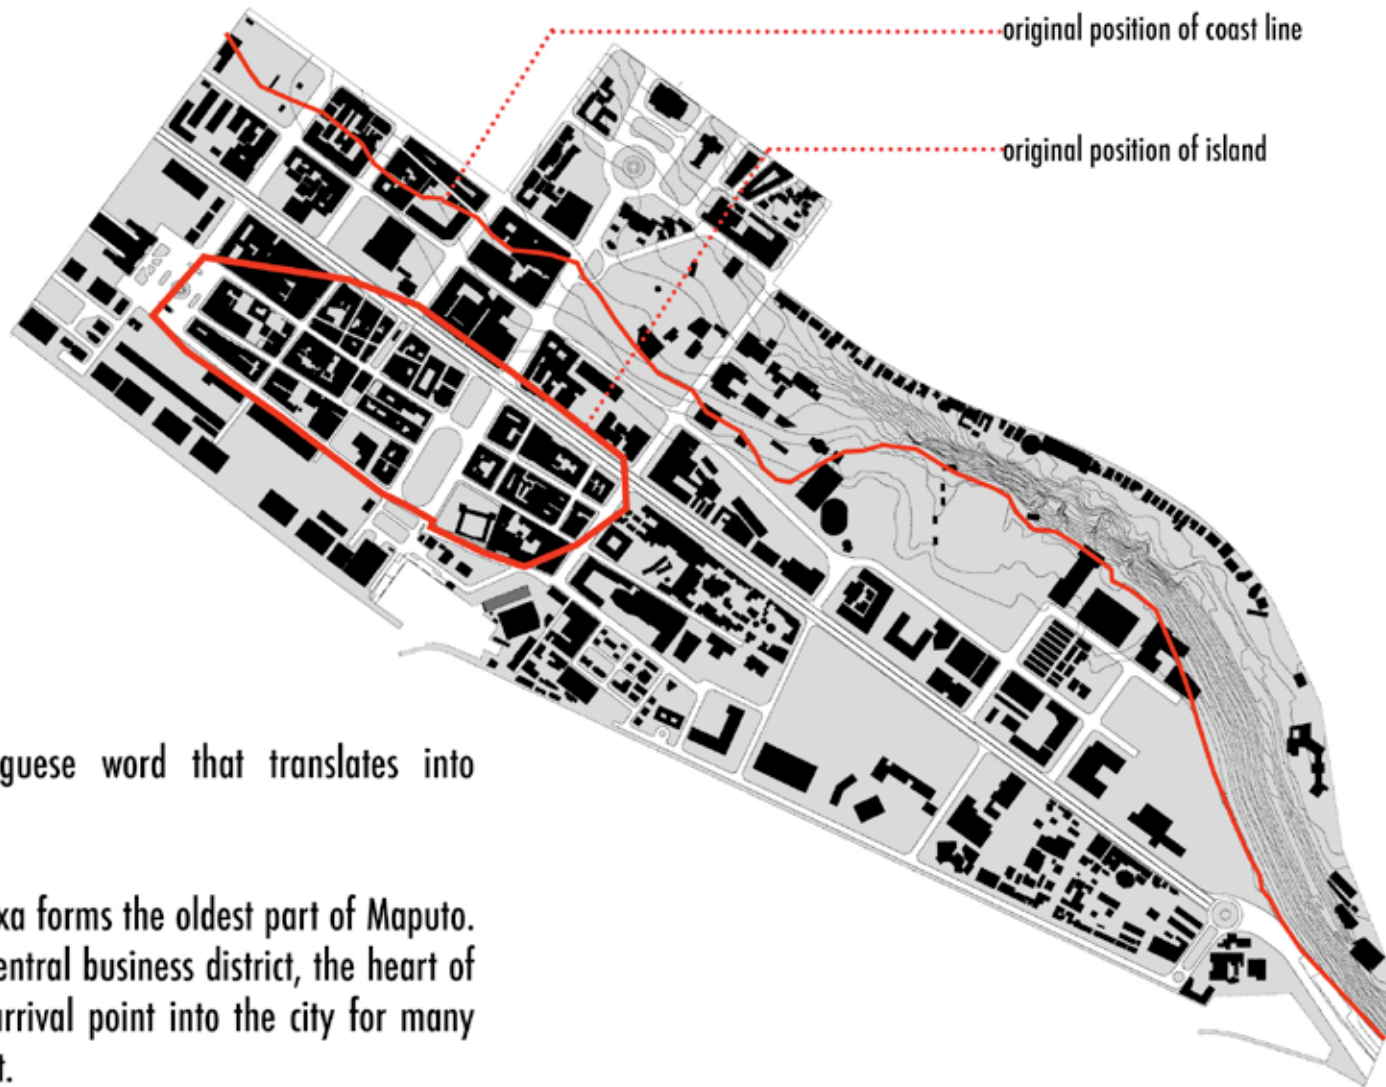 original position of coast line
original position of island
guese word that translates into
xa forms the oldest part of Maputo.
entral business district, the heart of
arrival point into the city for many
t.